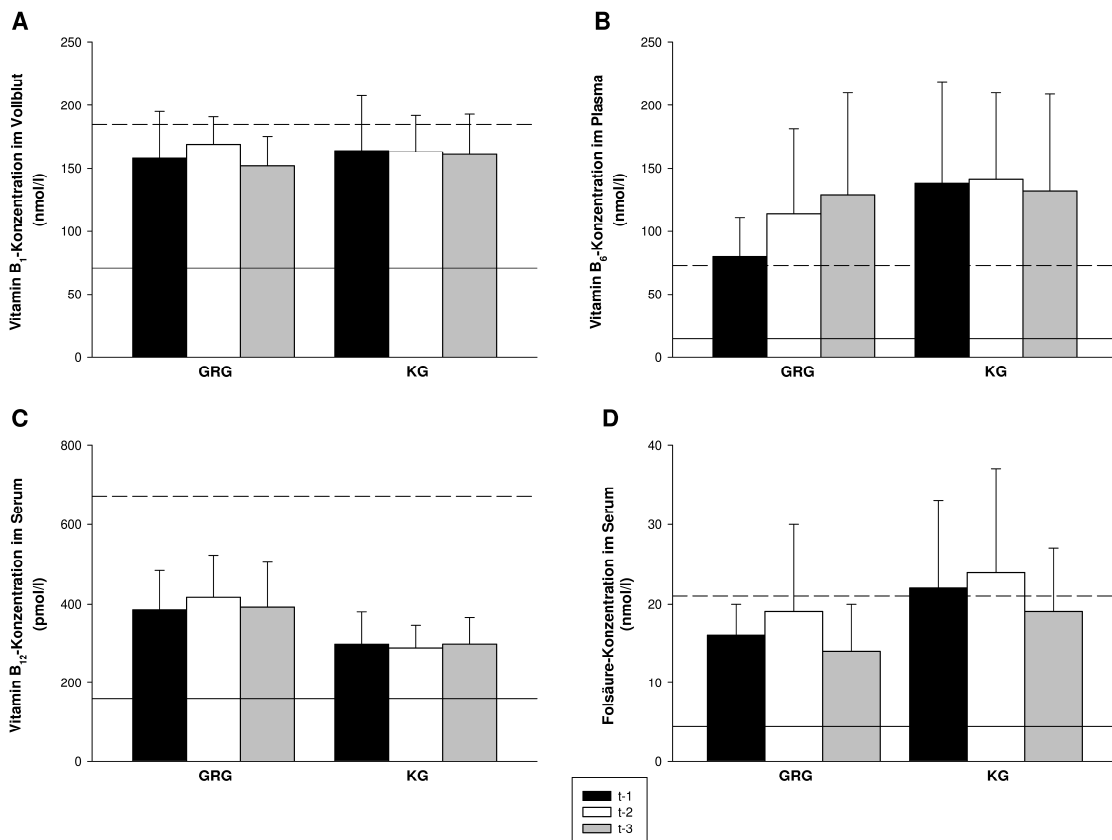 A
Vitamin B₁-Konzentration im Vollblut
(nmol/l)
250
200
150
100
50
0
GRG
KG
B
Vitamin B₆-Konzentration im Plasma
(nmol/l)
250
200
150
100
50
0
GRG
KG
C
Vitamin B₁₂-Konzentration im Serum
(pmol/l)
800
600
400
200
0
GRG
KG
D
Folsäure-Konzentration im Serum
(nmol/l)
40
30
20
10
0
GRG
KG
t-1
t-2
t-3